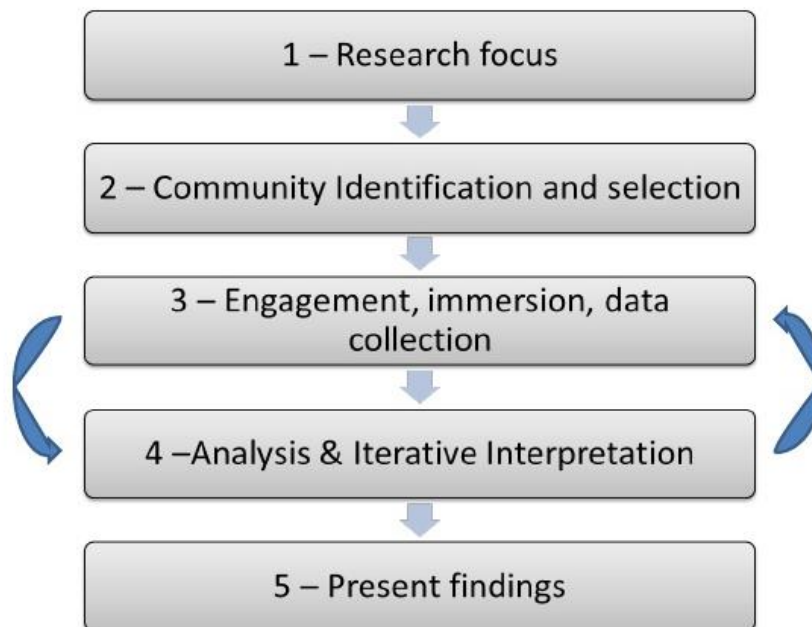 1 – Research focus
2 – Community Identification and selection
3 – Engagement, immersion, data
collection
4 –Analysis & Iterative Interpretation
5 – Present findings